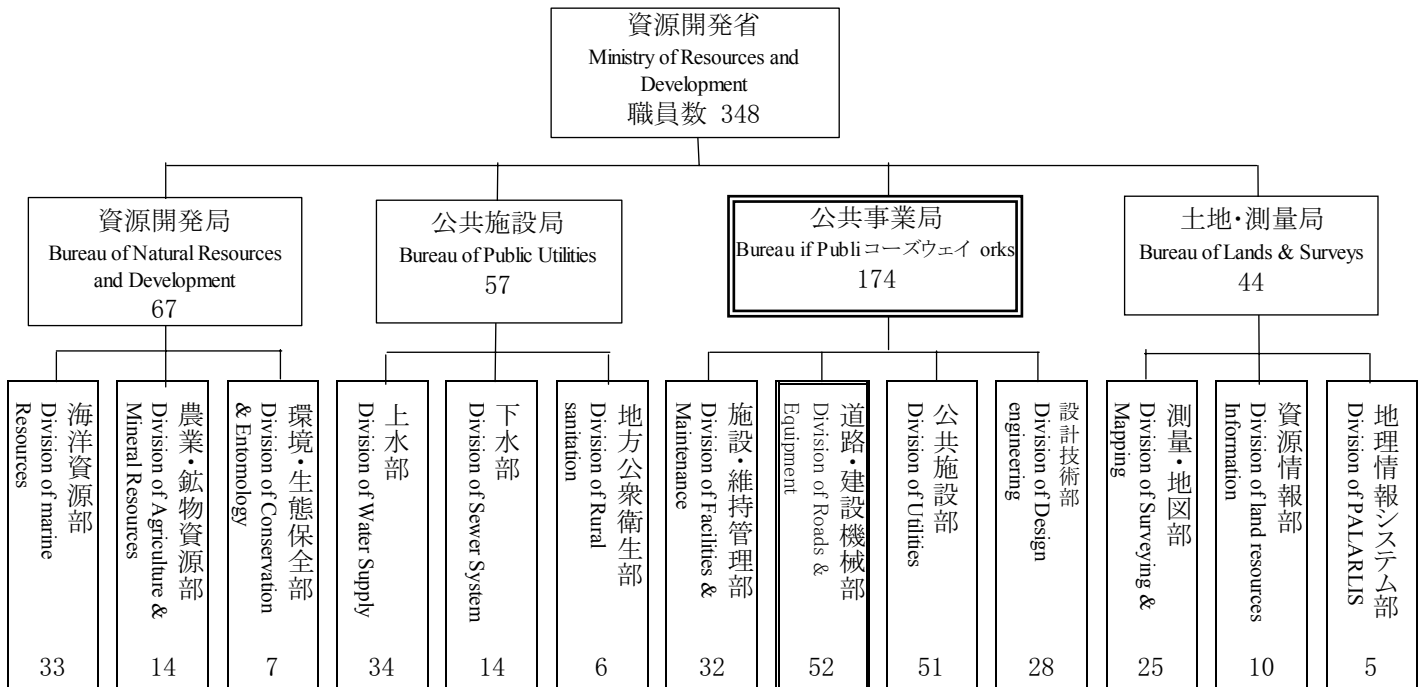 資源開発省
Ministry of Resources and
Development
職員数 348
資源開発局
Bureau of Natural Resources
and Development
67
公共施設局
Bureau of Public Utilities
57
公共事業局
Bureau if Publi コーズウェイ orks
174
土地・測量局
Bureau of Lands & Surveys
44
海洋資源部
Division of marine
Resources
33
農業・鉱物資源部
Division of Agriculture &
Mineral Resources
14
環境・生態保全部
Division of Conservation
& Entomology
7
上水部
Division of Water Supply
34
下水部
Division of Sewer System
14
地方公衆衛生部
Division of Rural
sanitation
6
施設・維持管理部
Division of Facilities &
Maintenance
32
道路・建設機械部
Division of Roads &
Equipment
52
公共施設部
Division of Utilities
51
設計技術部
Division of Design
engineering
28
測量・地図部
Division of Surveying &
Mapping
25
資源情報部
Division of land resources
Information
10
地理情報システム部
Division of PALARLIS
5